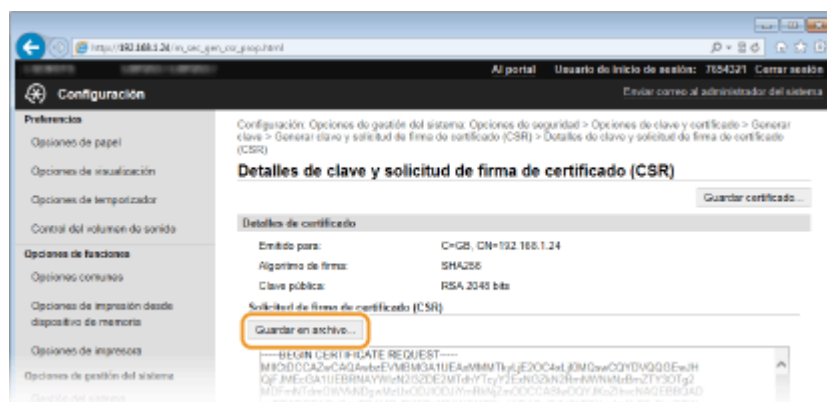 http://192.168.1.24/m_sec_gen_csr_prop.html
Al portal Usuario de inicio de sesión: 7654321 Cerrar sesión
Configuración
Enviar correo al administrador del sistema
Preferencias
Opciones de papel
Opciones de visualización
Opciones de temporizador
Control del volumen de sonido
Opciones de funciones
Opciones comunes
Opciones de impresión desde
dispositivo de memoria
Opciones de impresora
Opciones de gestión del sistema
Gestión del sistema
Configuración: Opciones de gestión del sistema: Opciones de seguridad > Opciones de clave y certificado > Generar
clave > Generar clave y solicitud de firma de certificado (CSR) > Detalles de clave y solicitud de firma de certificado
(CSR)
Detalles de clave y solicitud de firma de certificado (CSR)
Guardar certificado...
Detalles de certificado
Emitido para: C=GB, CN=192.168.1.24
Algoritmo de firma: SHA256
Clave pública: RSA 2048 bits
Solicitud de firma de certificado (CSR)
Guardar en archivo...
-----BEGIN CERTIFICATE REQUEST-----